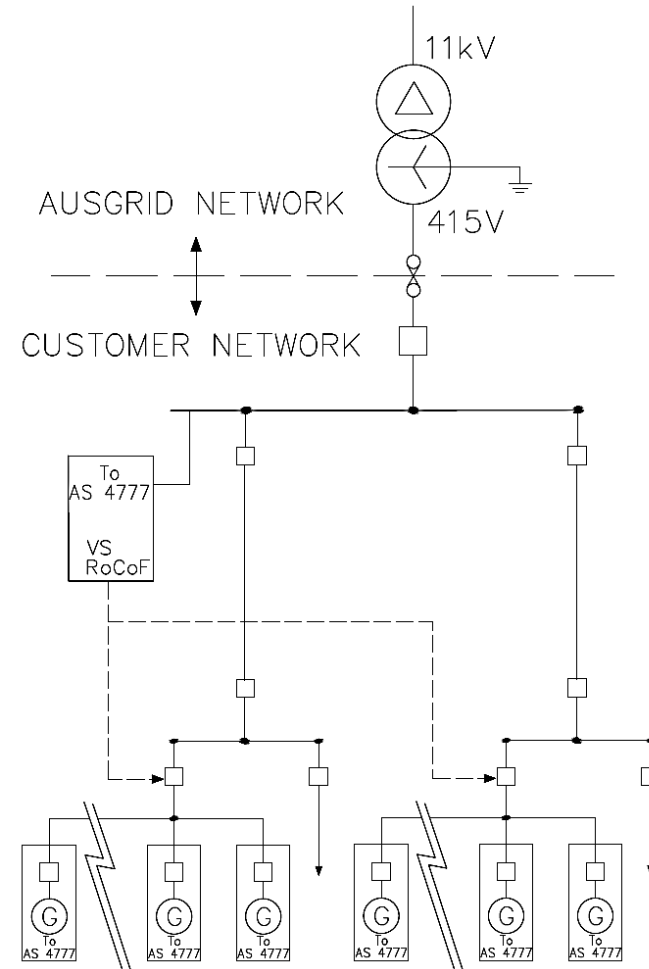 11kV
AUSGRID NETWORK
415V
CUSTOMER NETWORK
To
AS 4777
VS
RoCoF
G
To
AS 4777
G
To
AS 4777
G
To
AS 4777
G
To
AS 4777
G
To
AS 4777
G
To
AS 4777